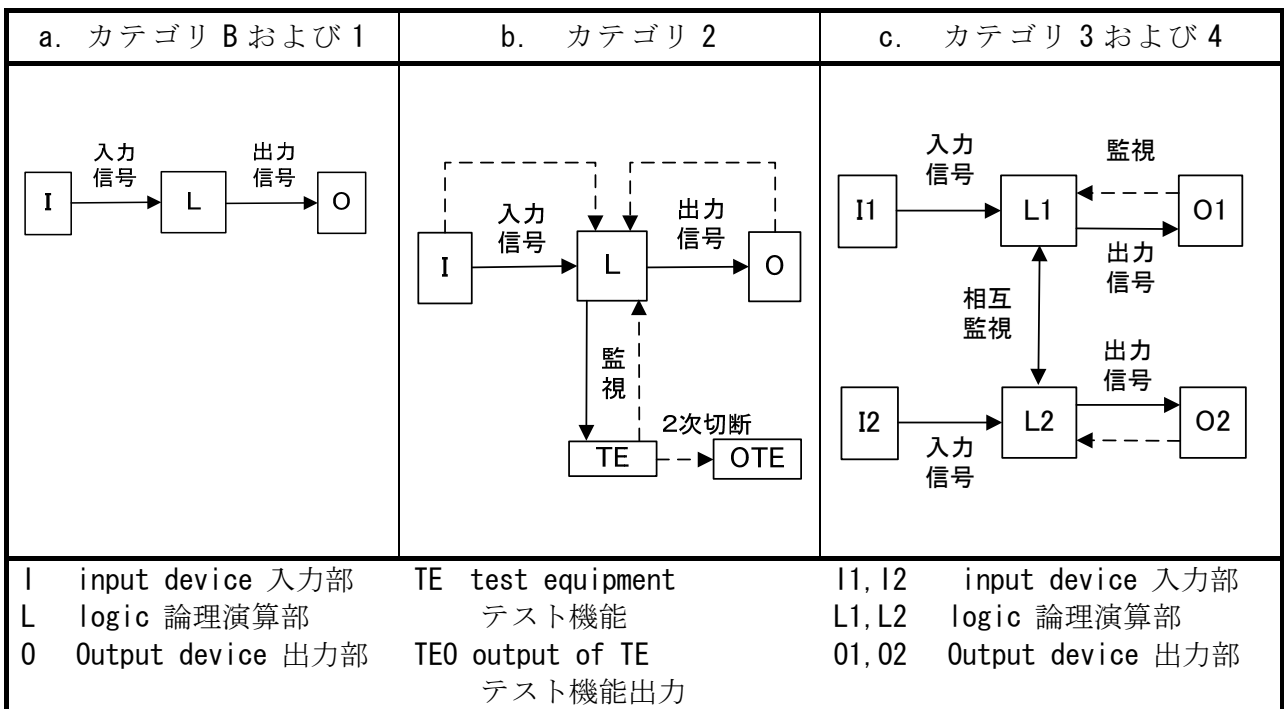 a. カテゴリ B および 1
b. カテゴリ 2
c. カテゴリ 3 および 4
入力
信号
出力
信号
I
L
O
入力
信号
出力
信号
I
L
O
監
視
2次切断
TE
OTE
入力
信号
監視
I1
L1
O1
出力
信号
相互
監視
出力
信号
I2
L2
O2
入力
信号
I input device 入力部
L logic 論理演算部
O Output device 出力部
TE test equipment
テスト機能
TEO output of TE
テスト機能出力
I1,I2 input device 入力部
L1,L2 logic 論理演算部
O1,O2 Output device 出力部